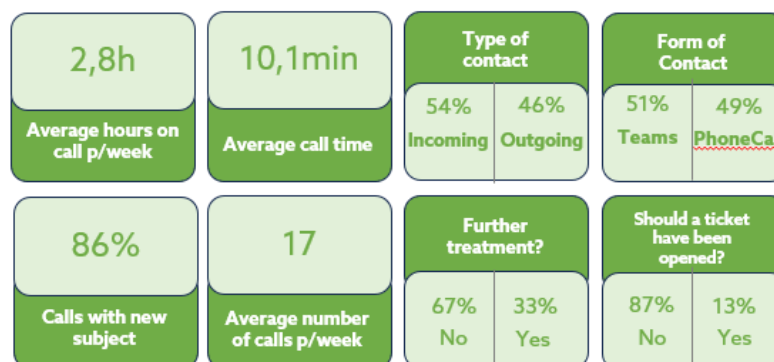 2,8h
Average hours on
call p/week
10,1min
Average call time
Type of
contact
54%
Incoming
46%
Outgoing
Form of
Contact
51%
Teams
49%
PhoneCa
86%
Calls with new
subject
17
Average number
of calls p/week
Further
treatment?
67%
No
33%
Yes
Should a ticket
have been
opened?
87%
No
13%
Yes